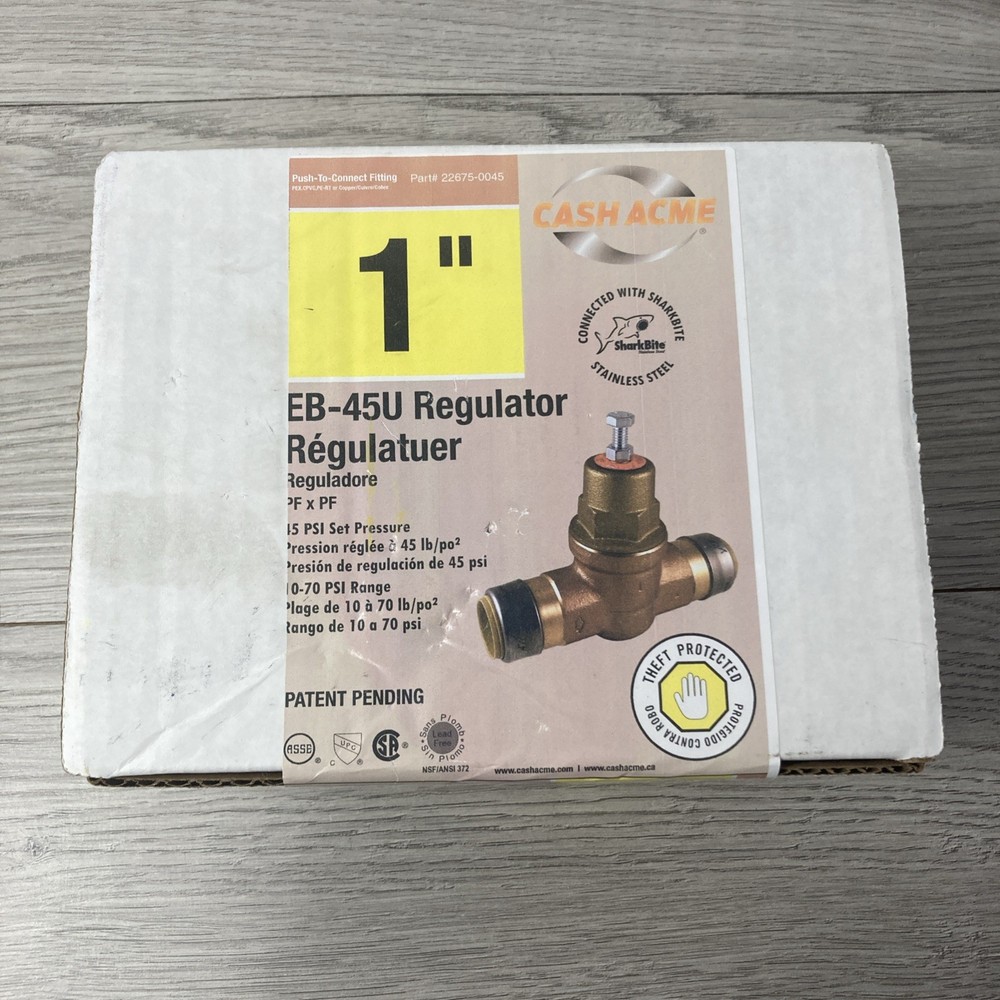 Push-To-Connect Fitting Part# 22675-0045
PEX,CPVC,PE-RT or Copper/Cuivre/Cobre
1"
CASH ACME
®
CONNECTED WITH SHARKBITE
SharkBite
STAINLESS STEEL
EB-45U Regulator
Régulatuer
Reguladore
PF x PF
45 PSI Set Pressure
Pression réglée à 45 lb/po²
Presión de regulación de 45 psi
10-70 PSI Range
Plage de 10 à 70 lb/po²
Rango de 10 a 70 psi
THEFT PROTECTED
PROTEGIDO CONTRA ROBO
PATENT PENDING
ASSE ®
UPC ®
SA ®
Sans Plomb
Lead
Free
Sin Plomo
NSF/ANSI 372
www.cashacme.com I www.cashacme.ca